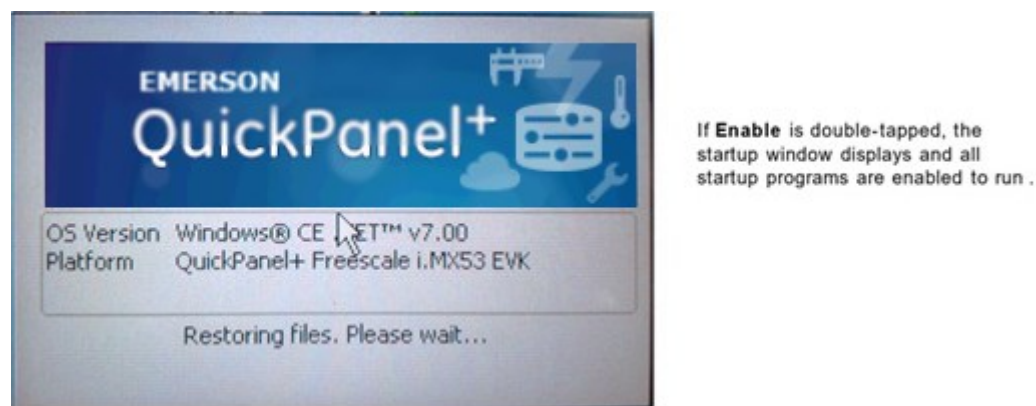 EMERSON
QuickPanel+
OS Version Windows® CE .NET™ v7.00
Platform QuickPanel+ Freescale i.MX53 EVK
Restoring files. Please wait...
If Enable is double-tapped, the
startup window displays and all
startup programs are enabled to run .